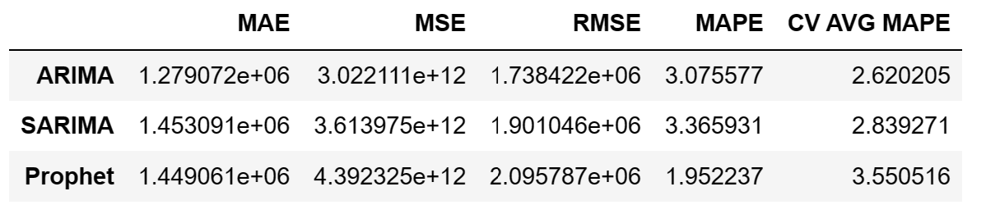 MAE MSE RMSE MAPE CV AVG MAPE
ARIMA 1.279072e+06 3.022111e+12 1.738422e+06 3.075577 2.620205
SARIMA 1.453091e+06 3.613975e+12 1.901046e+06 3.365931 2.839271
Prophet 1.449061e+06 4.392325e+12 2.095787e+06 1.952237 3.550516